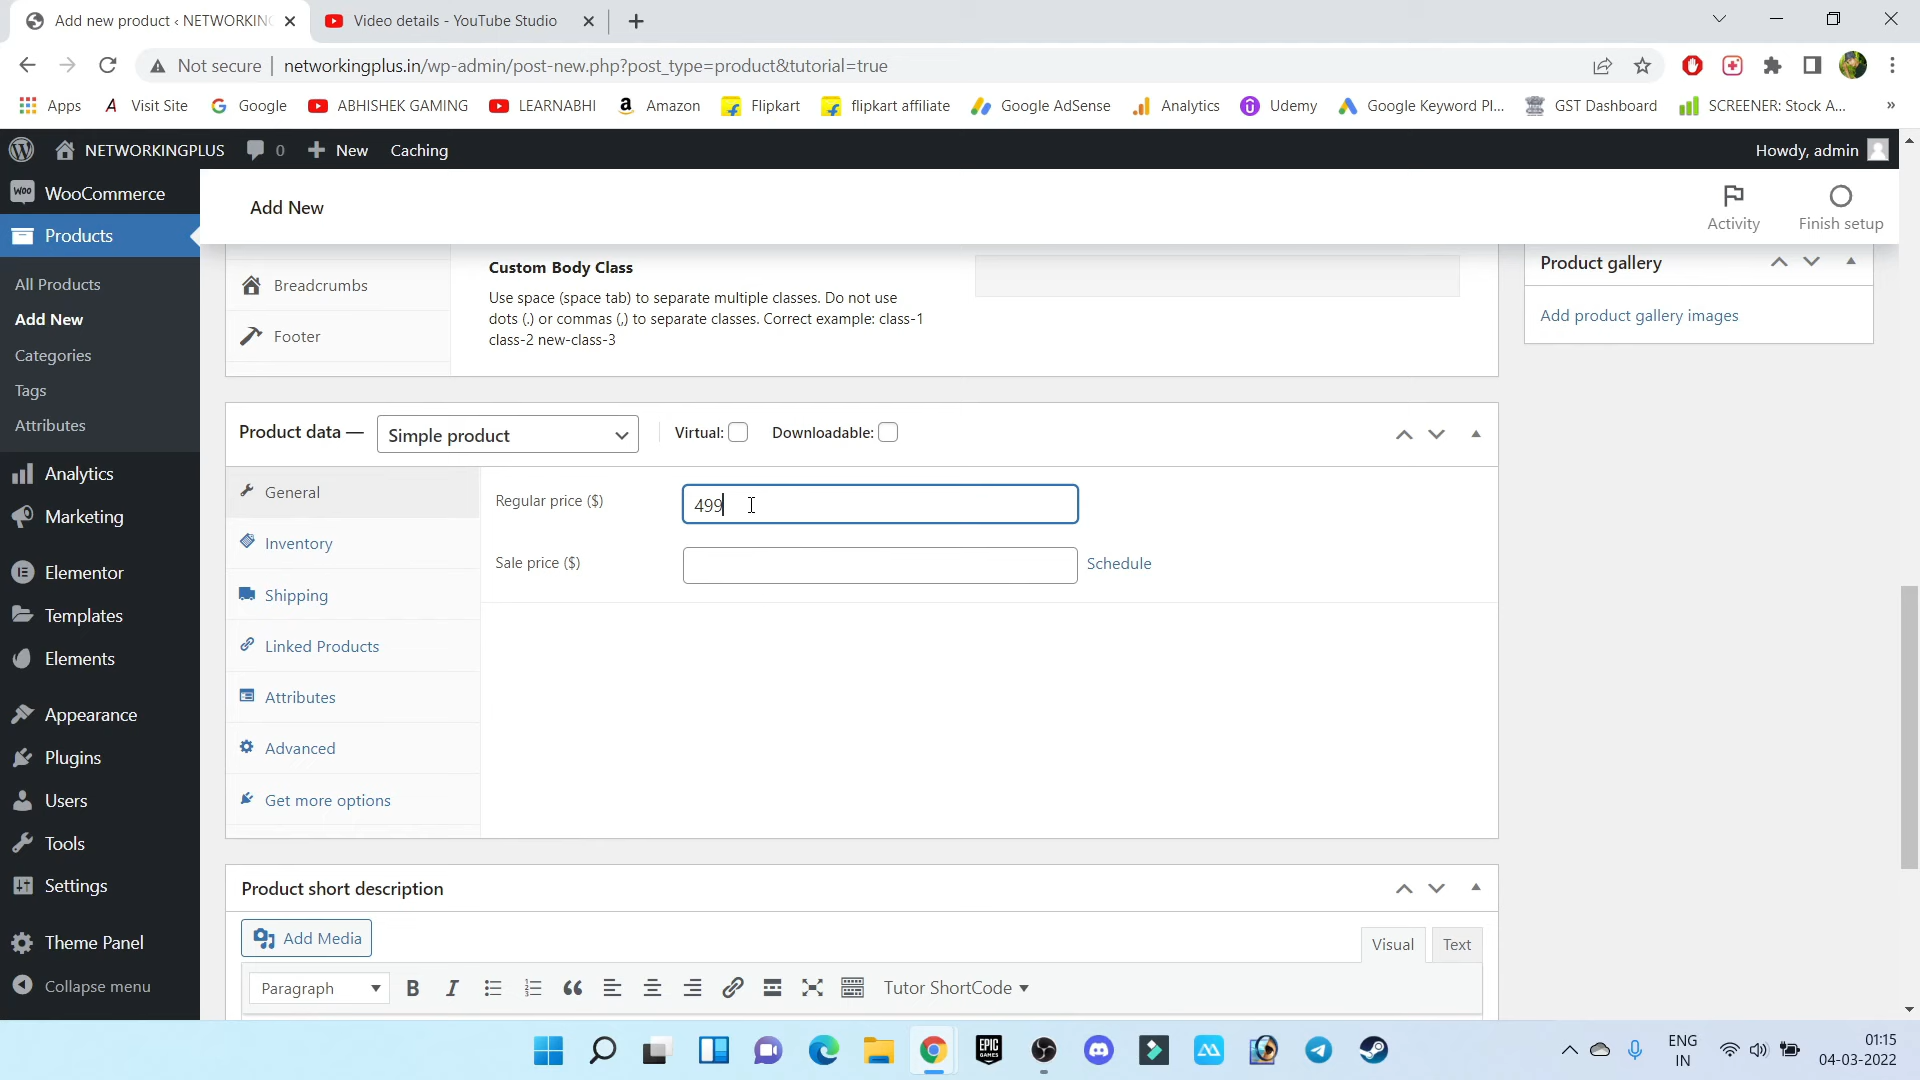 Add new product ‹ NETWORKING
Video details - YouTube Studio
Not secure
networkingplus.in/wp-admin/post-new.php?post_type=product&tutorial=true
Apps
Visit Site
Google
ABHISHEK GAMING
LEARNABHI
Amazon
Flipkart
flipkart affiliate
Google AdSense
Analytics
Udemy
Google Keyword Pl...
GST Dashboard
SCREENER: Stock A...
»
NETWORKINGPLUS
0
New
Caching
Howdy, admin
WooCommerce
Products
All Products
Add New
Categories
Tags
Attributes
Analytics
Marketing
Elementor
Templates
Elements
Appearance
Plugins
Users
Tools
Settings
Theme Panel
Collapse menu
Add New
Activity
Finish setup
Breadcrumbs
Footer
Custom Body Class
Use space (space tab) to separate multiple classes. Do not use
dots (.) or commas (,) to separate classes. Correct example: class-1
class-2 new-class-3
Product gallery
Add product gallery images
Product data —
Simple product
Virtual:
Downloadable:
General
Inventory
Shipping
Linked Products
Attributes
Advanced
Get more options
Regular price ($)
499
Sale price ($)
Schedule
Product short description
Add Media
Visual
Text
Paragraph
Tutor ShortCode
EPIC
GAMES
ENG
IN
01:15
04-03-2022